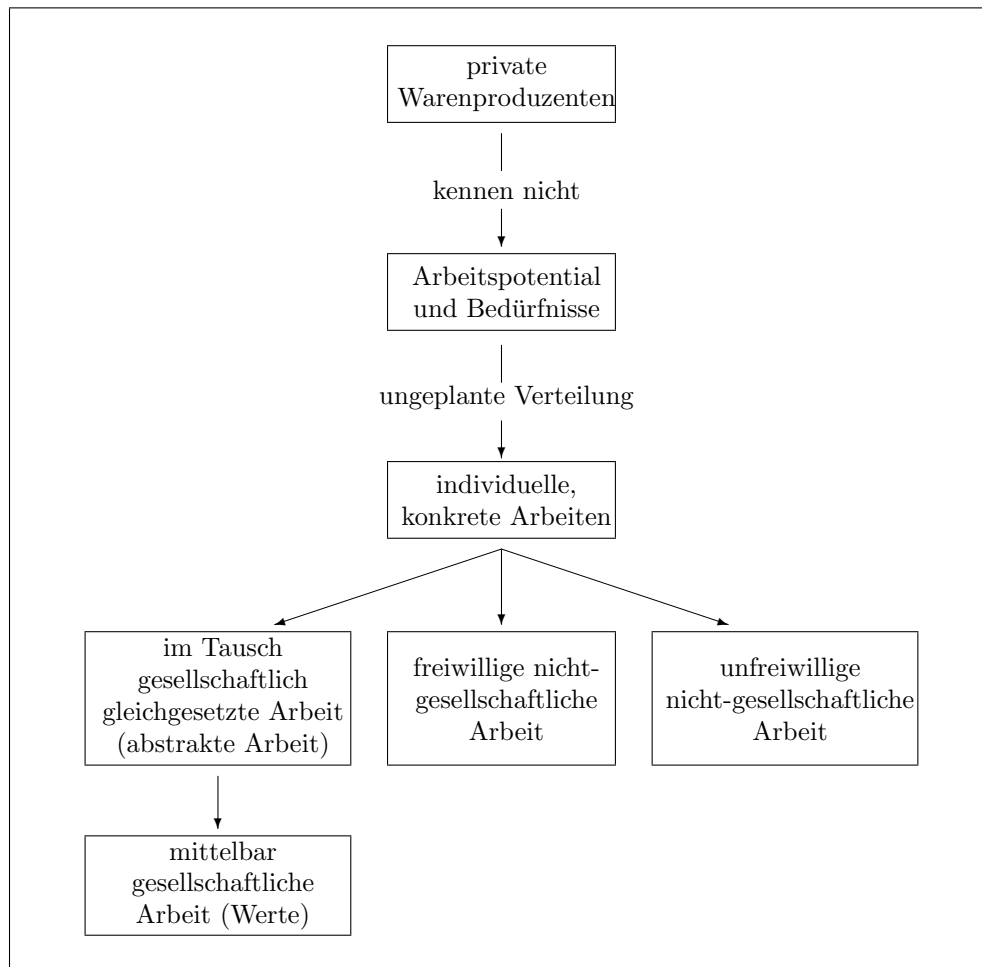 private
Warenproduzenten
kennen nicht
Arbeitspotential
und Bedürfnisse
ungeplante Verteilung
individuelle,
konkrete Arbeiten
im Tausch
gesellschaftlich
gleichgesetzte Arbeit
(abstrakte Arbeit)
freiwillige nicht-
gesellschaftliche
Arbeit
unfreiwillige
nicht-gesellschaftliche
Arbeit
mittelbar
gesellschaftliche
Arbeit (Werte)